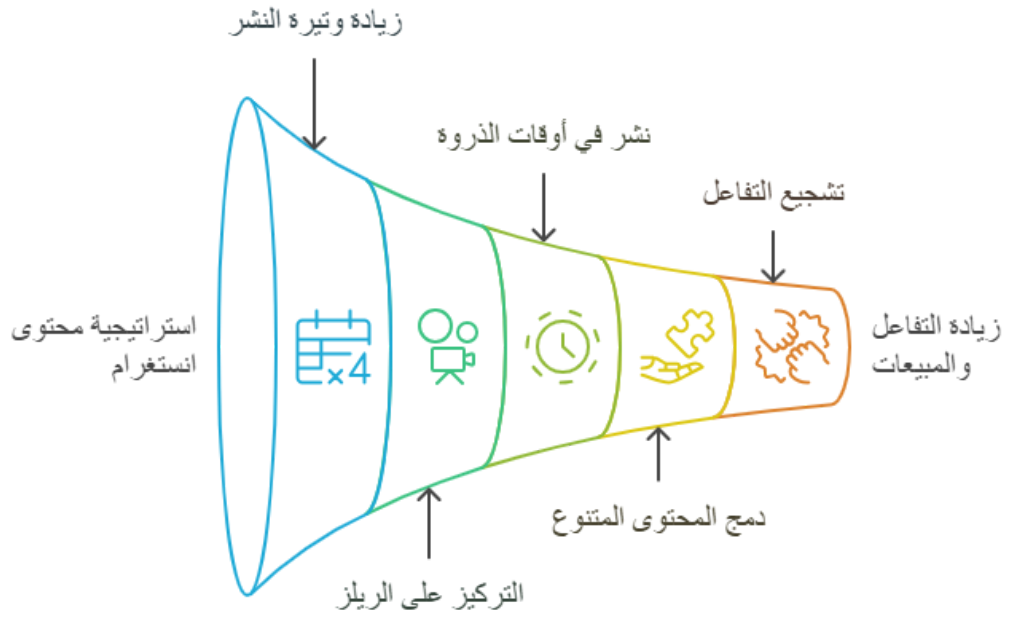 زيادة وتيرة النشر
نشر في أوقات الذروة
تشجيع التفاعل
استراتيجية محتوى
انستغرام
×4
زيادة التفاعل
والمبيعات
دمج المحتوى المتنوع
التركيز على الريلز